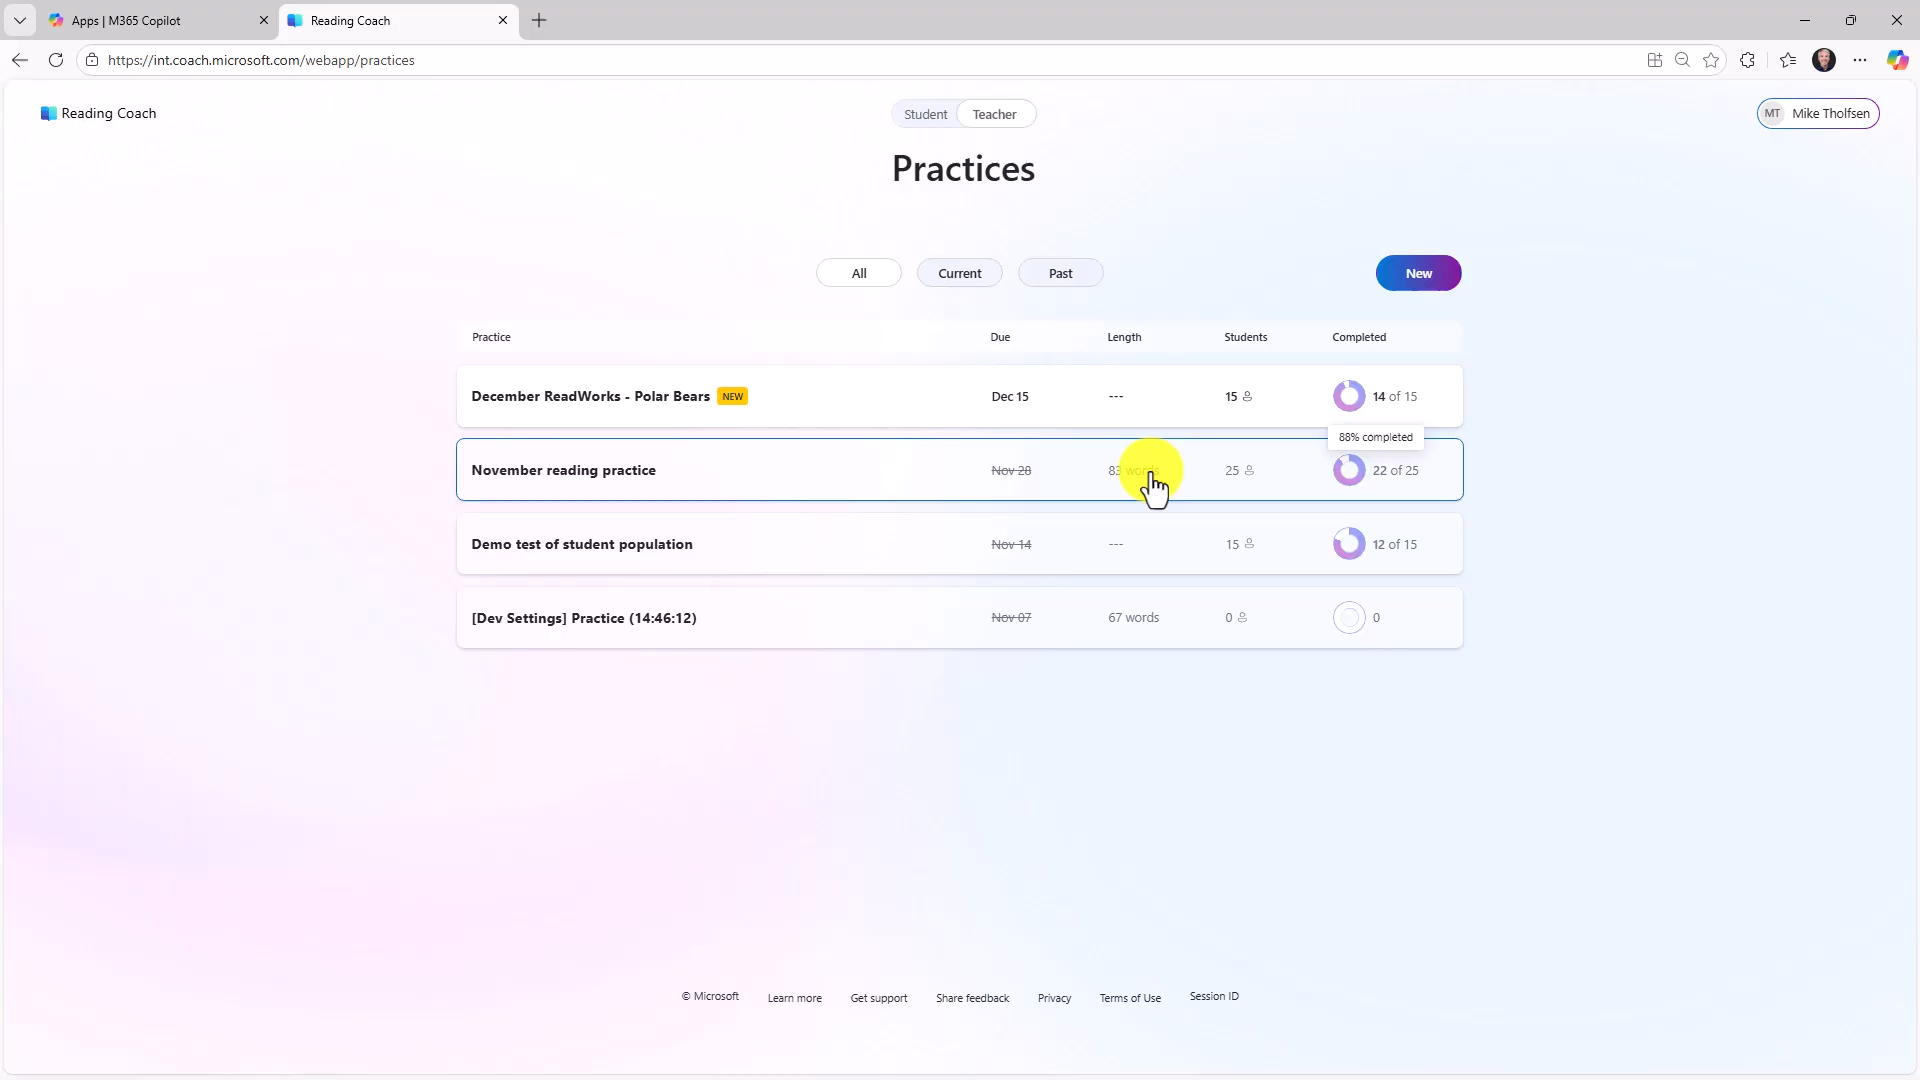 Apps | M365 Copilot
Reading Coach
https://int.coach.microsoft.com/webapp/practices
Reading Coach
Student Teacher
MT Mike Tholfsen
Practices
All Current Past New
Practice Due Length Students Completed
December ReadWorks - Polar Bears NEW Dec 15 --- 15 14 of 15
88% completed
November reading practice Nov 28 83 words 25 22 of 25
Demo test of student population Nov 14 --- 15 12 of 15
[Dev Settings] Practice (14:46:12) Nov 07 67 words 0 0
© Microsoft Learn more Get support Share feedback Privacy Terms of Use Session ID